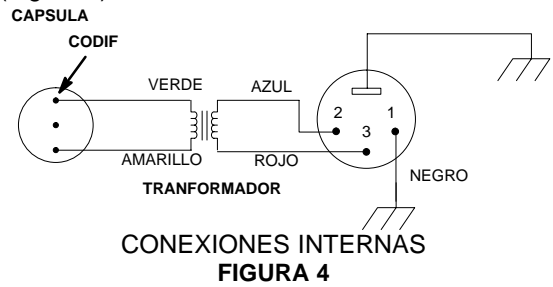 CAPSULA
CODIF
VERDE
AZUL
2
1
3
AMARILLO
ROJO
NEGRO
TRANFORMADOR
CONEXIONES INTERNAS
FIGURA 4